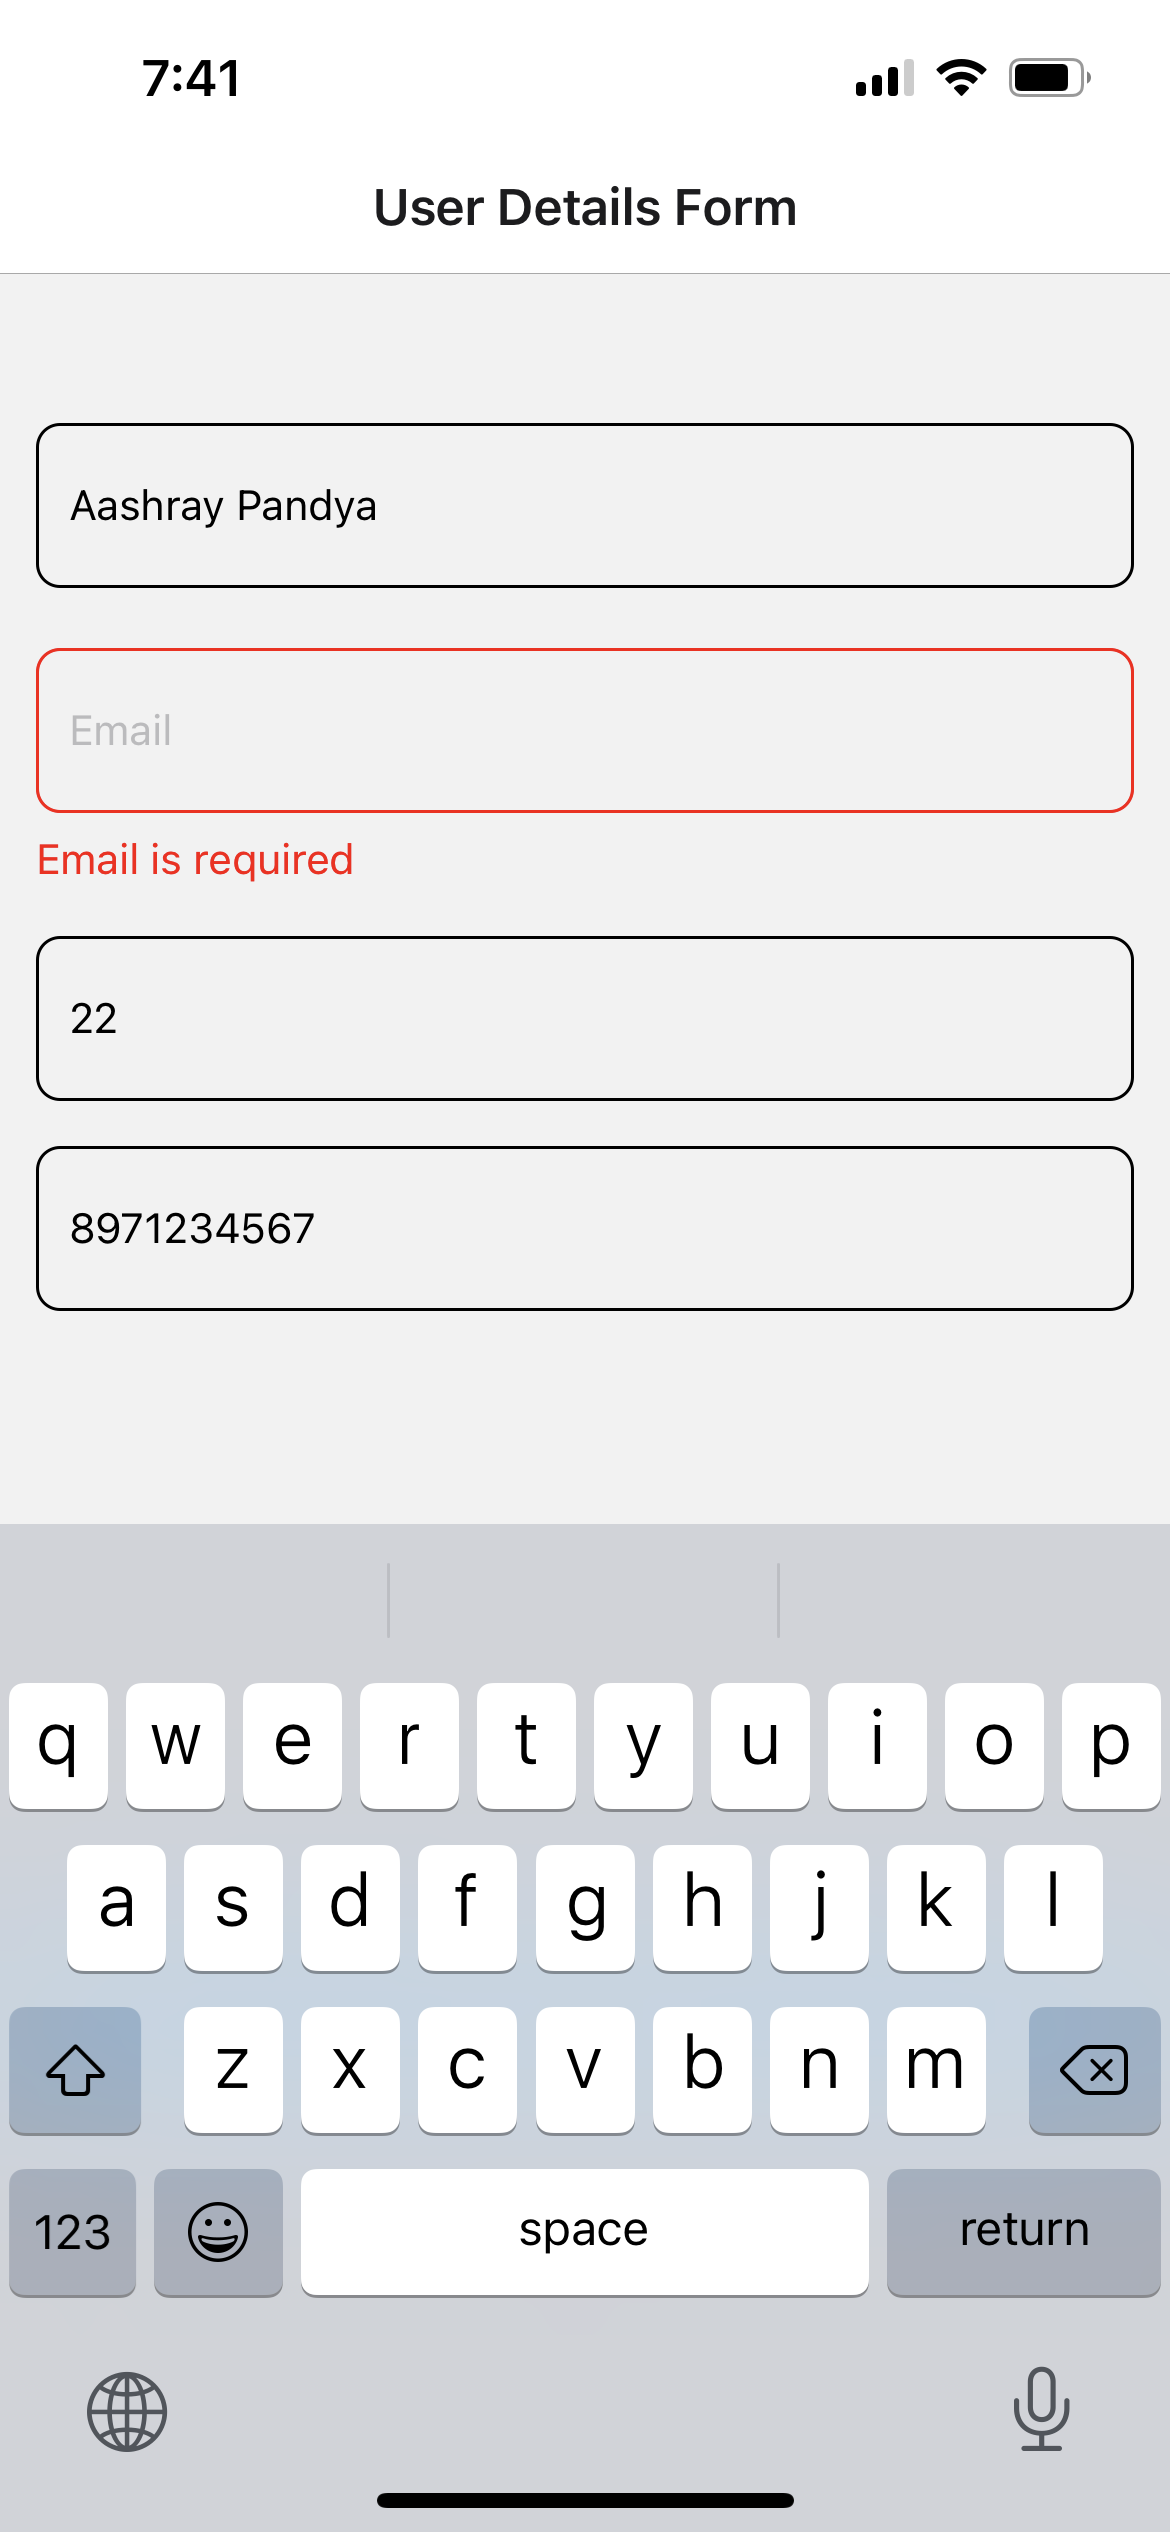 7:41
User Details Form
Aashray Pandya
Email
Email is required
22
8971234567
q w e r t y u i o p
a s d f g h j k l
z x c v b n m
123 space return